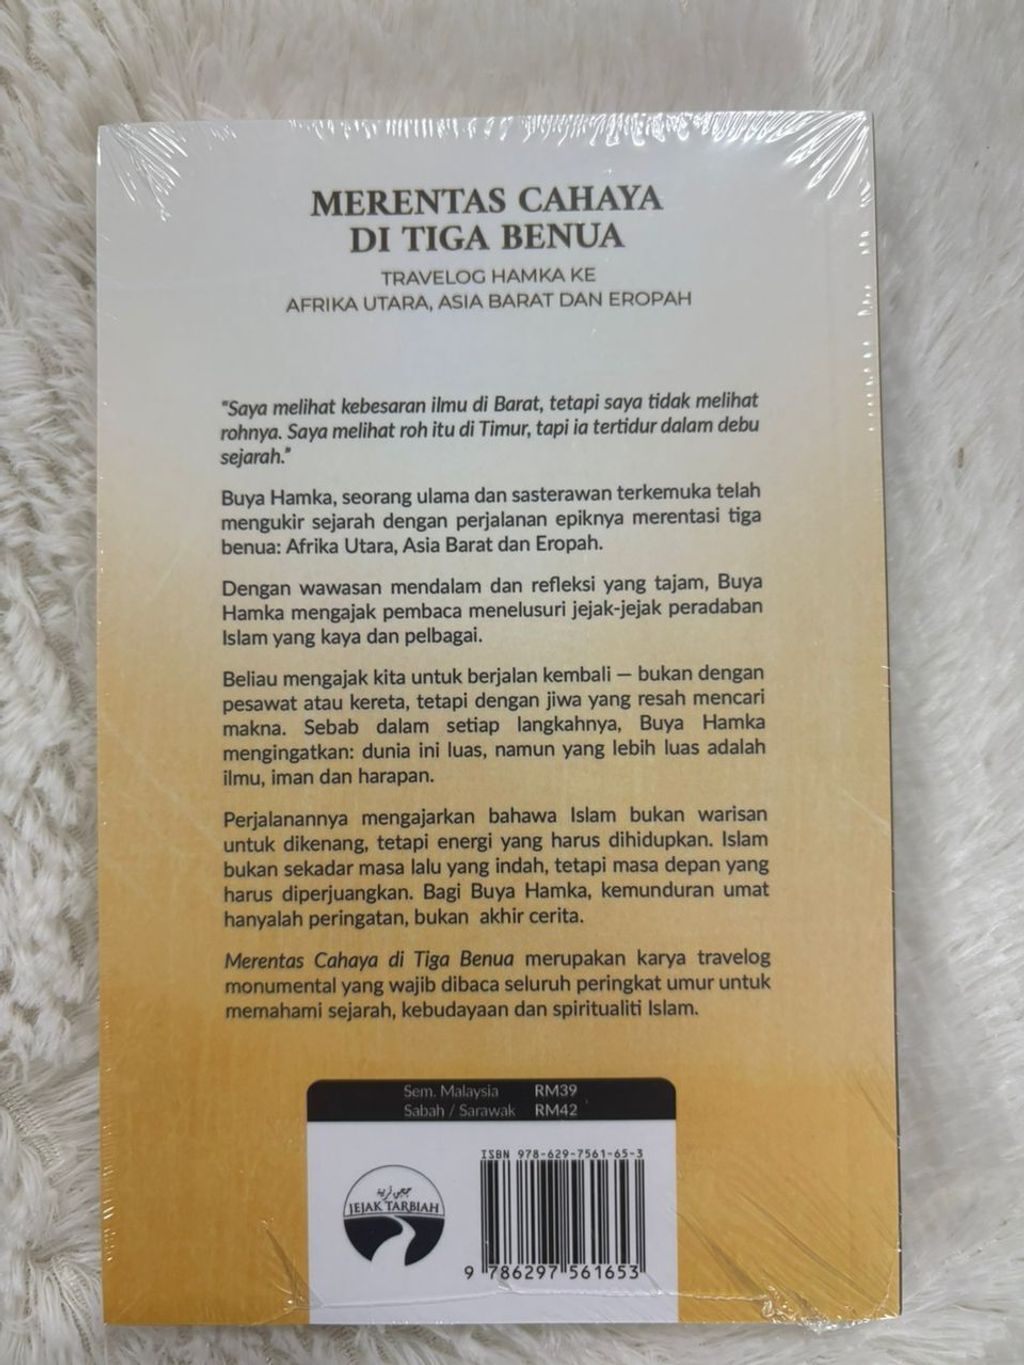 MERENTAS CAHAYA
DI TIGA BENUA
TRAVELOG HAMKA KE
AFRIKA UTARA, ASIA BARAT DAN EROPAH
"Saya melihat kebesaran ilmu di Barat, tetapi saya tidak melihat
rohnya. Saya melihat roh itu di Timur, tapi ia tertidur dalam debu
sejarah."
Buya Hamka, seorang ulama dan sasterawan terkemuka telah
mengukir sejarah dengan perjalanan epiknya merentasi tiga
benua: Afrika Utara, Asia Barat dan Eropah.
Dengan wawasan mendalam dan refleksi yang tajam, Buya
Hamka mengajak pembaca menelusuri jejak-jejak peradaban
Islam yang kaya dan pelbagai.
Beliau mengajak kita untuk berjalan kembali — bukan dengan
pesawat atau kereta, tetapi dengan jiwa yang resah mencari
makna. Sebab dalam setiap langkahnya, Buya Hamka
mengingatkan: dunia ini luas, namun yang lebih luas adalah
ilmu, iman dan harapan.
Perjalanannya mengajarkan bahawa Islam bukan warisan
untuk dikenang, tetapi energi yang harus dihidupkan. Islam
bukan sekadar masa lalu yang indah, tetapi masa depan yang
harus diperjuangkan. Bagi Buya Hamka, kemunduran umat
hanyalah peringatan, bukan akhir cerita.
Merentas Cahaya di Tiga Benua merupakan karya travelog
monumental yang wajib dibaca seluruh peringkat umur untuk
memahami sejarah, kebudayaan dan spiritualiti Islam.
Sem. Malaysia RM39
Sabah / Sarawak RM42
ISBN 978-629-7561-65-3
JEJAK TARBIAH
9 786297 561653